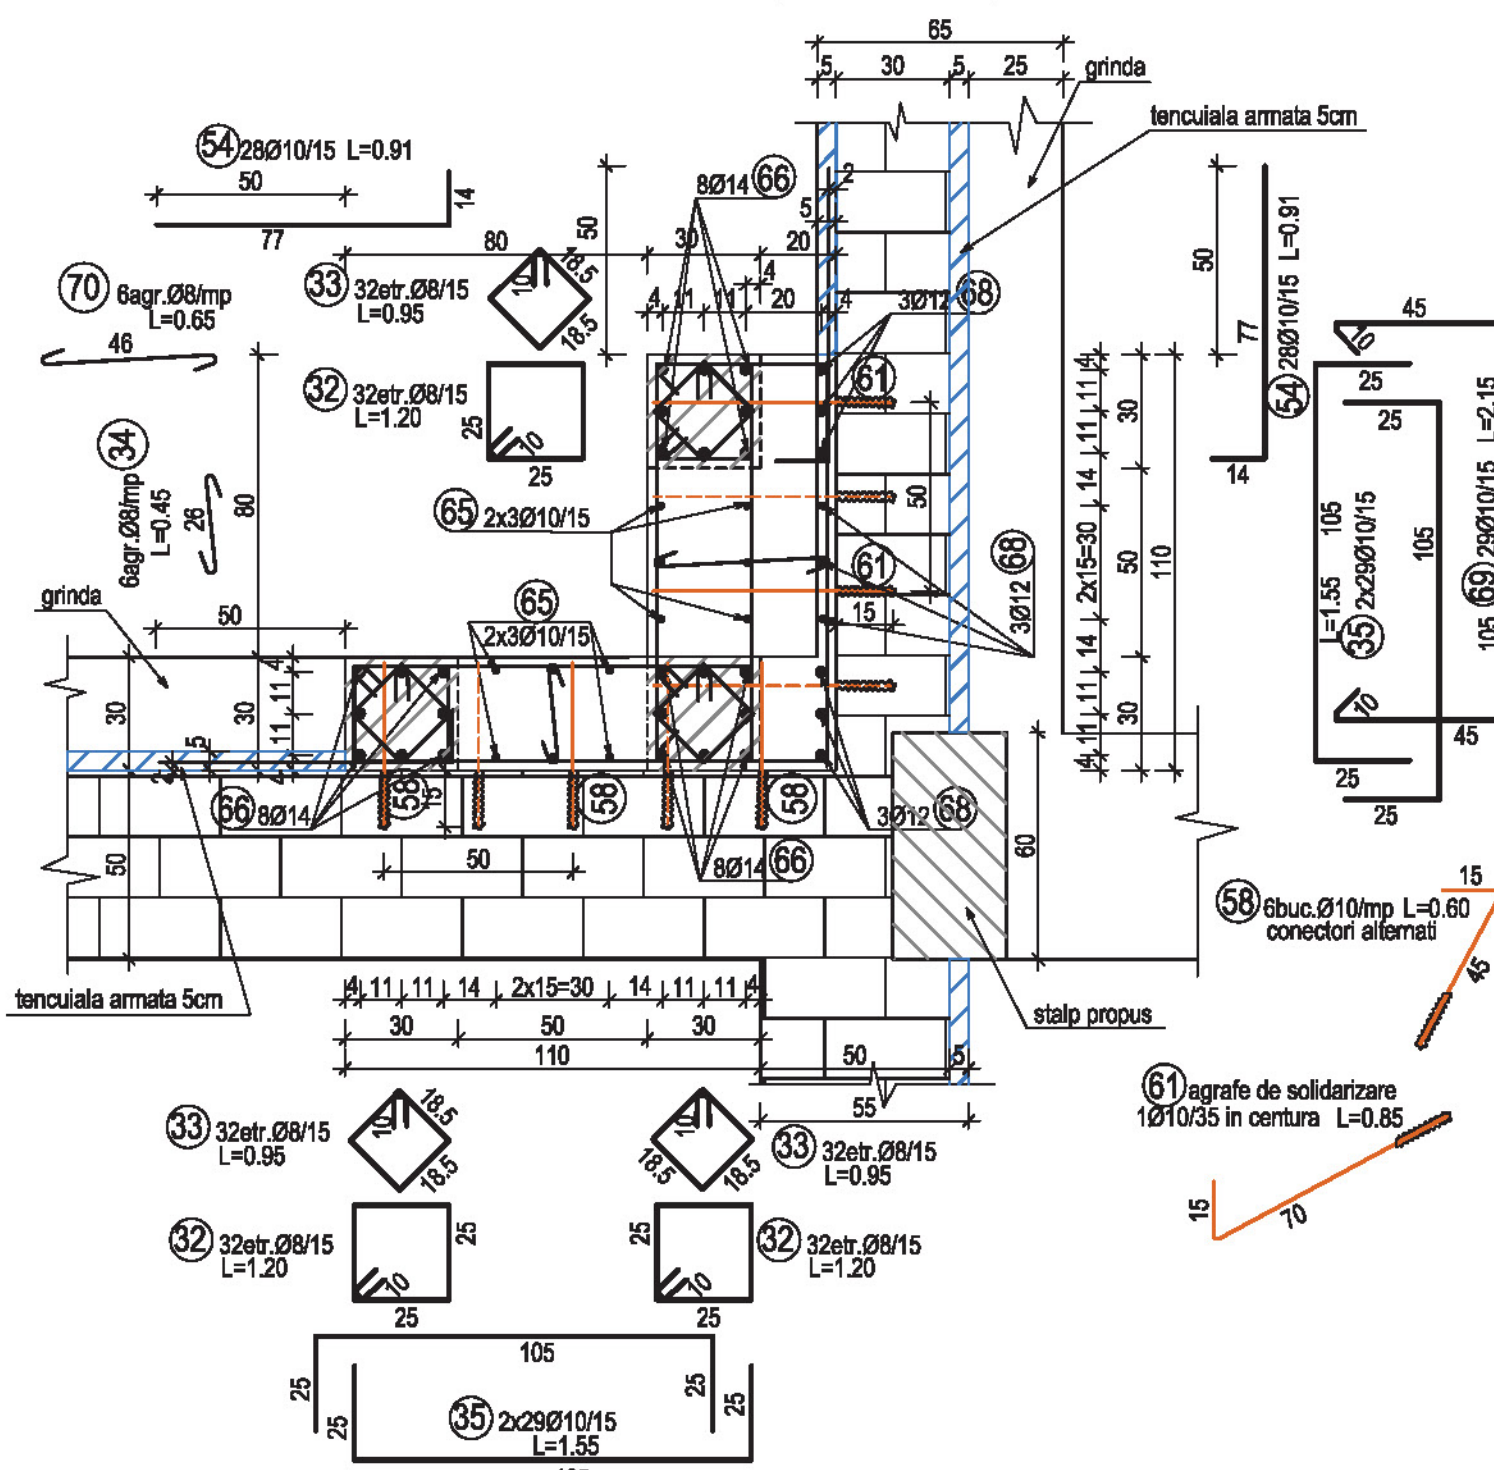 65
5 30 5 25
grinda
tencuiala armata 5cm
54 28Ø10/15 L=0.91
50
14
77
8Ø14 66
2
5
50
80 30 20
4
4 11 11 20 4
3Ø12 68
70 6agr.Ø8/mp
L=0.65
46
33 32etr.Ø8/15
L=0.95
10 18.5
18.5
32 32etr.Ø8/15
L=1.20
25
10
25
34
6agr.Ø8/mp
L=0.45
26
80
61
50
65 2x3Ø10/15
61
3Ø12 68
15
65
2x3Ø10/15
grinda
50
30
30
4
11
11
4
5
50
66 8Ø14
58
15
58
58
3Ø12 68
8Ø14 66
50
60
4
11
11
14
2x15=30
14
11
11
4
30
50
30
110
50
77
14
54 28Ø10/15 L=0.91
45
10
25
25
105
L=1.55
35 2x29Ø10/15
105
69 29Ø10/15 L=2.15
105
10
45
25
25
15
58 6buc.Ø10/mp L=0.60
conectori alternati
45
tencuiala armata 5cm
4 11 11 14 2x15=30 14 11 11 4
30 50 30
110
50 5
55
stalp propus
61 agrafe de solidarizare
1Ø10/35 in centura L=0.85
15
70
33 32etr.Ø8/15
L=0.95
10 18.5
18.5
10
18.5 18.5
33 32etr.Ø8/15
L=0.95
32 32etr.Ø8/15
L=1.20
25
10
25
25
10
25
32 32etr.Ø8/15
L=1.20
105
25
25
25
35 2x29Ø10/15
L=1.55